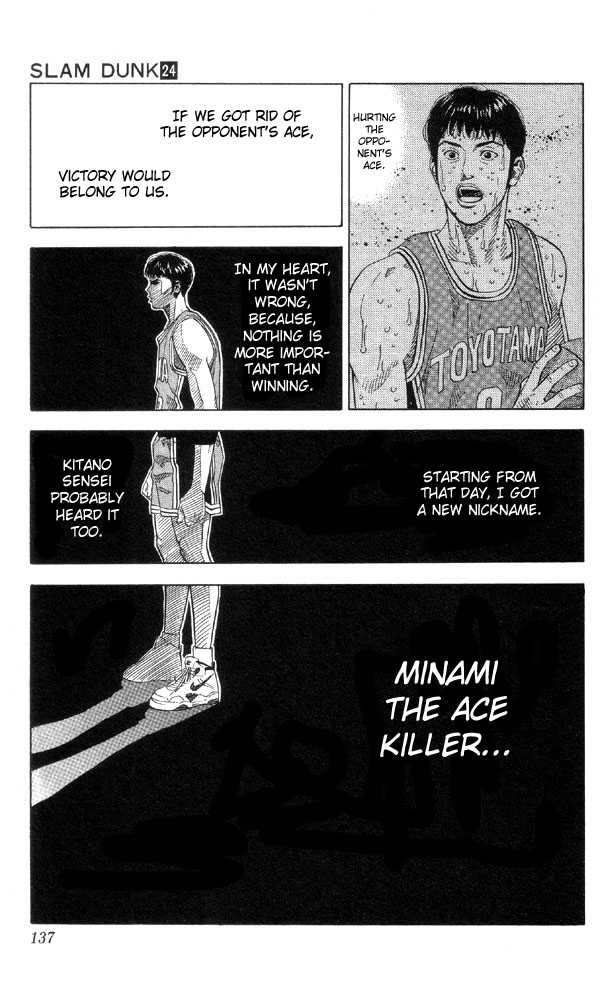 SLAM DUNK 24
HURTING
THE
OPPO-
NENT'S
ACE.
TOYOTAMA
IF WE GOT RID OF
THE OPPONENT'S ACE,
VICTORY WOULD
BELONG TO US.
IN MY HEART,
IT WASN'T
WRONG,
BECAUSE,
NOTHING IS
MORE IMPOR-
TANT THAN
WINNING.
STARTING FROM
THAT DAY, I GOT
A NEW NICKNAME.
KITANO
SENSEI
PROBABLY
HEARD IT
TOO.
MINAMI
THE ACE
KILLER...
137